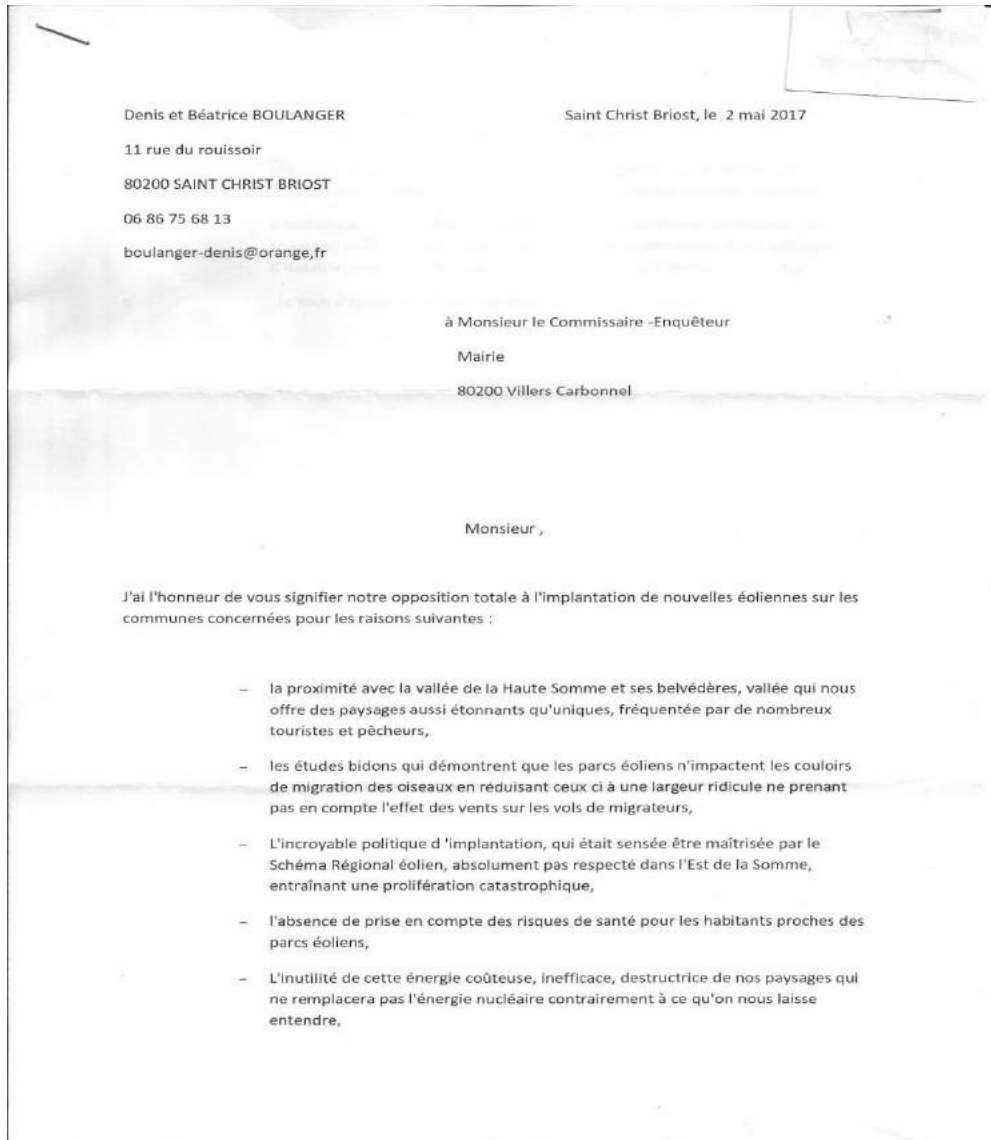 Denis et Béatrice BOULANGER
Saint Christ Briost, le 2 mai 2017
11 rue du rouissoir
80200 SAINT CHRIST BRIOST
06 86 75 68 13
boulanger-denis@orange,fr
à Monsieur le Commissaire -Enquêteur
Mairie
80200 Villers Carbonnel
Monsieur ,
J'ai l'honneur de vous signifier notre opposition totale à l'implantation de nouvelles éoliennes sur les
communes concernées pour les raisons suivantes :
– la proximité avec la vallée de la Haute Somme et ses belvédères, vallée qui nous
offre des paysages aussi étonnants qu'uniques, fréquentée par de nombreux
touristes et pêcheurs,
– les études bidons qui démontrent que les parcs éoliens n'impactent les couloirs
de migration des oiseaux en réduisant ceux ci à une largeur ridicule ne prenant
pas en compte l'effet des vents sur les vols de migrateurs,
– L'incroyable politique d 'implantation, qui était sensée être maîtrisée par le
Schéma Régional éolien, absolument pas respecté dans l'Est de la Somme,
entraînant une prolifération catastrophique,
– l'absence de prise en compte des risques de santé pour les habitants proches des
parcs éoliens,
– L'inutilité de cette énergie coûteuse, inefficace, destructrice de nos paysages qui
ne remplacera pas l'énergie nucléaire contrairement à ce qu'on nous laisse
entendre,